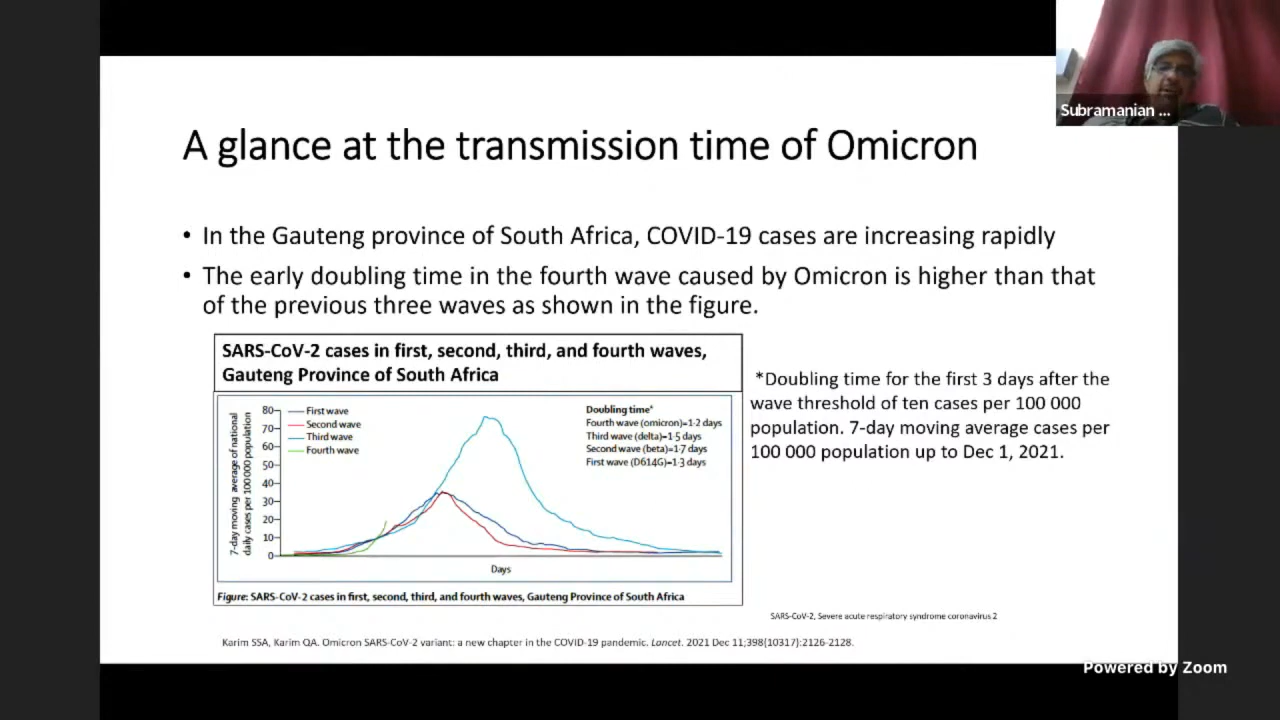 Subramanian ...
A glance at the transmission time of Omicron
• In the Gauteng province of South Africa, COVID-19 cases are increasing rapidly
• The early doubling time in the fourth wave caused by Omicron is higher than that
of the previous three waves as shown in the figure.
SARS-CoV-2 cases in first, second, third, and fourth waves,
Gauteng Province of South Africa
7-day moving average of national
daily cases per 100 000 population
80
70
60
50
40
30
20
10
0
First wave
Second wave
Third wave
Fourth wave
Doubling time*
Fourth wave (omicron)=1·2 days
Third wave (delta)=1·5 days
Second wave (beta)=1·7 days
First wave (D614G)=1·3 days
Days
Figure: SARS-CoV-2 cases in first, second, third, and fourth waves, Gauteng Province of South Africa
*Doubling time for the first 3 days after the
wave threshold of ten cases per 100 000
population. 7-day moving average cases per
100 000 population up to Dec 1, 2021.
SARS-CoV-2, Severe acute respiratory syndrome coronavirus 2
Karim SSA, Karim QA. Omicron SARS-CoV-2 variant: a new chapter in the COVID-19 pandemic. Lancet. 2021 Dec 11;398(10317):2126-2128.
Powered by Zoom